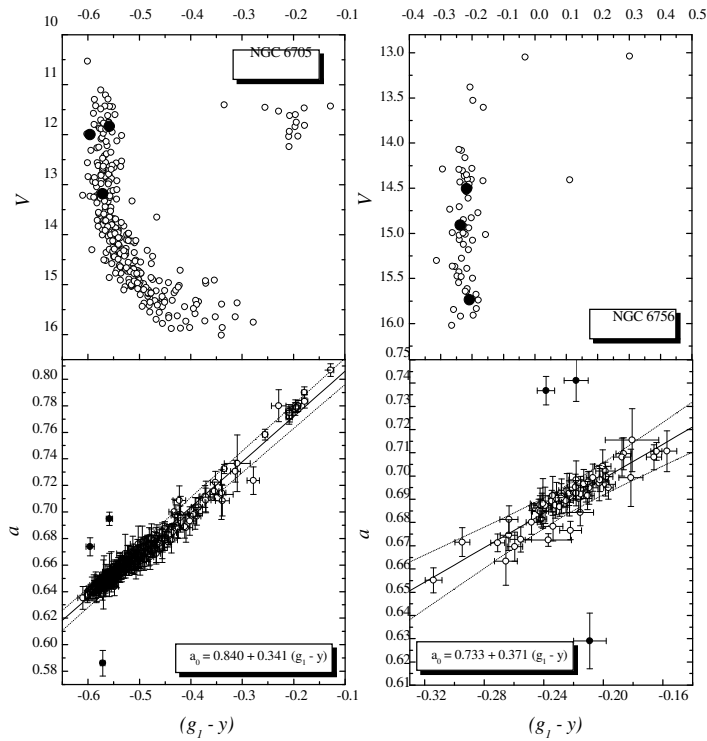 -0.6 -0.5 -0.4 -0.3 -0.2 -0.1
-0.4 -0.3 -0.2 -0.1 0.0 0.1 0.2 0.3 0.4
10
11
12
13
14
15
16
V
NGC 6705
13.0
13.5
14.0
14.5
15.0
15.5
16.0
V
NGC 6756
0.80
0.78
0.76
0.74
0.72
0.70
0.68
0.66
0.64
0.62
0.60
0.58
a
a0 = 0.840 + 0.341 (g1 - y)
0.75
0.74
0.73
0.72
0.71
0.70
0.69
0.68
0.67
0.66
0.65
0.64
0.63
0.62
0.61
a
a0 = 0.733 + 0.371 (g1 - y)
-0.6 -0.5 -0.4 -0.3 -0.2 -0.1
-0.32 -0.28 -0.24 -0.20 -0.16
(g1 - y)
(g1 - y)